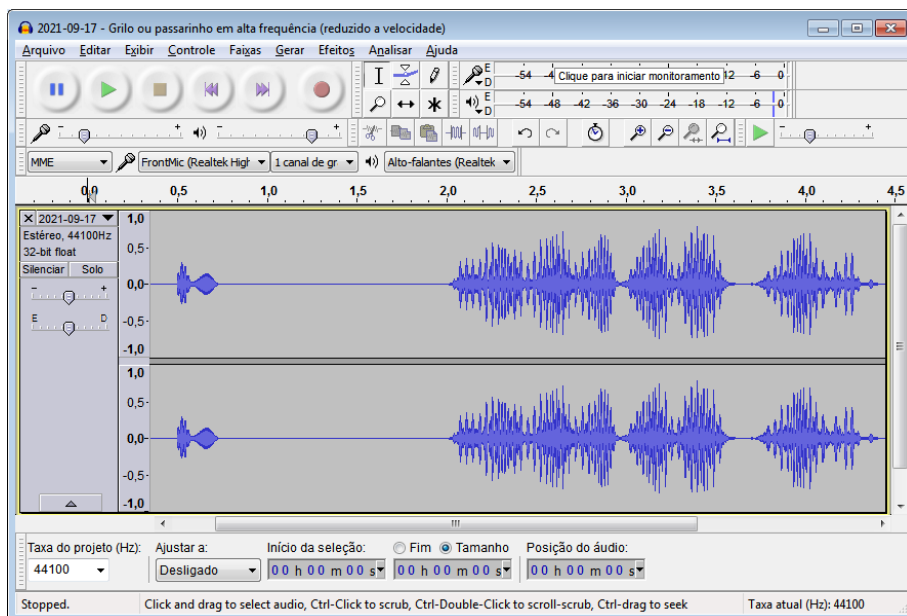 2021-09-17 - Grilo ou passarinho em alta frequência (reduzido a velocidade)
Arquivo Editar Exibir Controle Faixas Gerar Efeitos Analisar Ajuda
E
D
-54 -4 Clique para iniciar monitoramento 12 -6 0
E
D
-54 -48 -42 -36 -30 -24 -18 -12 -6 0
- + - + - +
MME FrontMic (Realtek High 1 canal de gr Alto-falantes (Realtek
0,0 0,5 1,0 1,5 2,0 2,5 3,0 3,5 4,0 4,5
X 2021-09-17
Estéreo, 44100Hz
32-bit float
Silenciar Solo
- +
E D
1,0
0,5-
0,0-
-0,5-
-1,0
1,0
0,5-
0,0-
-0,5-
-1,0
Taxa do projeto (Hz): Ajustar a: Início da seleção: Fim Tamanho Posição do áudio:
44100 Desligado 00 h 00 m 00 s 00 h 00 m 00 s 00 h 00 m 00 s
Stopped. Click and drag to select audio, Ctrl-Click to scrub, Ctrl-Double-Click to scroll-scrub, Ctrl-drag to seek Taxa atual (Hz): 44100